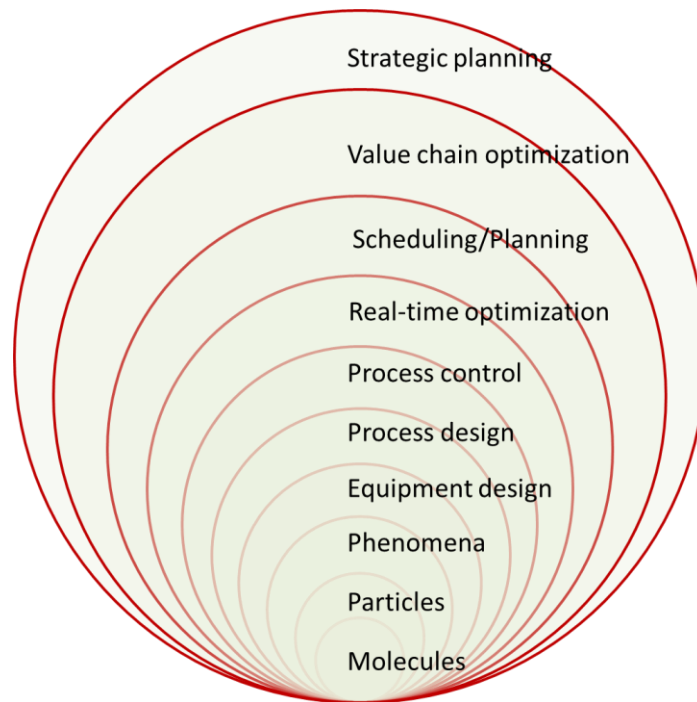 Strategic planning
Value chain optimization
Scheduling/Planning
Real-time optimization
Process control
Process design
Equipment design
Phenomena
Particles
Molecules